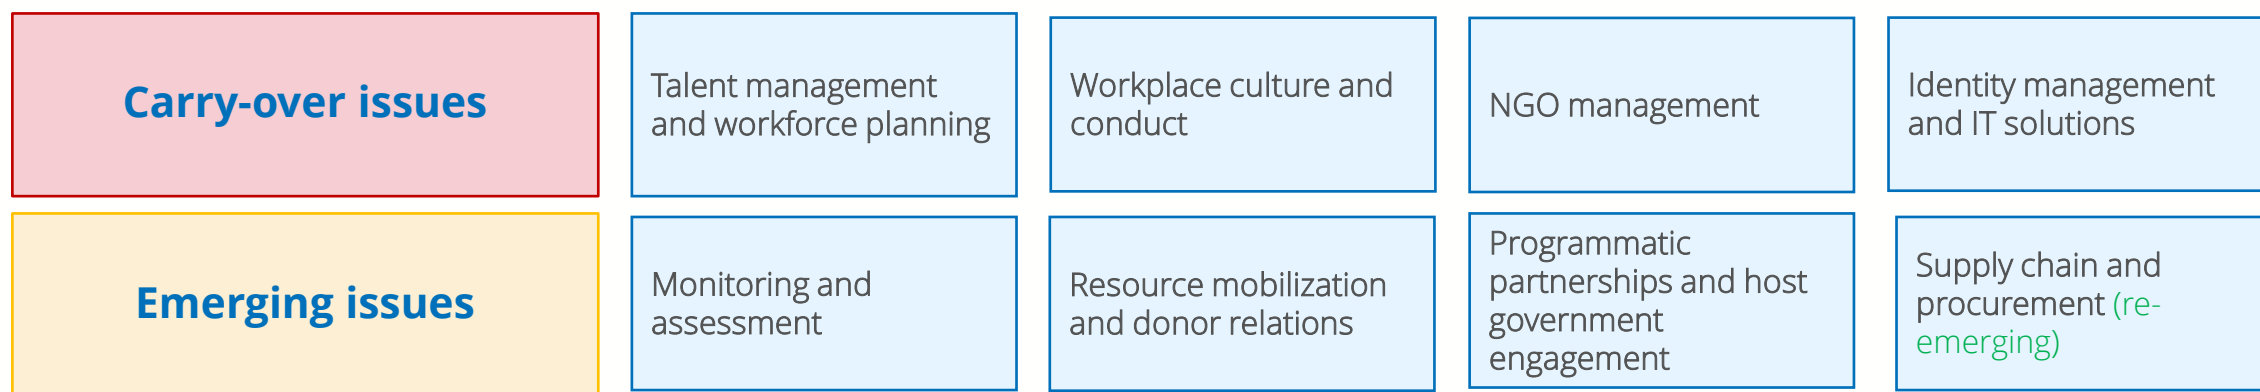 Carry-over issues
Talent management
and workforce planning
Workplace culture and
conduct
NGO management
Identity management
and IT solutions
Emerging issues
Monitoring and
assessment
Resource mobilization
and donor relations
Programmatic
partnerships and host
government
engagement
Supply chain and
procurement (re-
emerging)